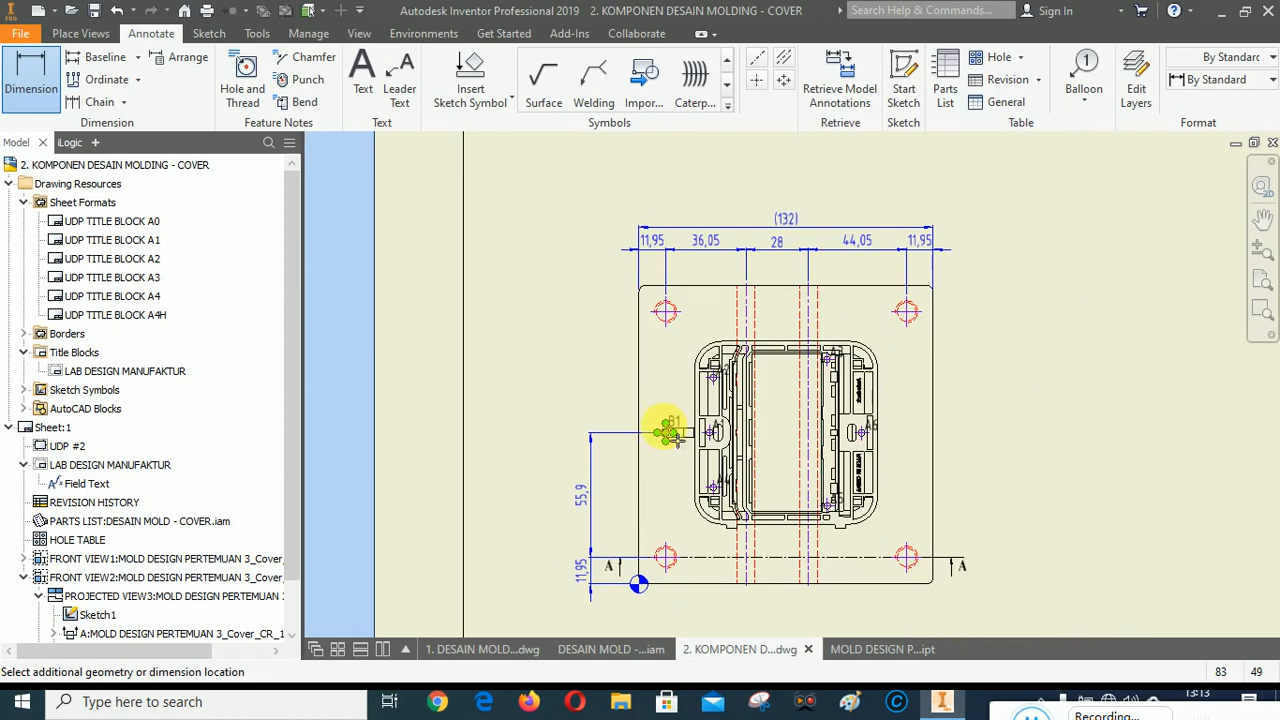 PRO
Autodesk Inventor Professional 2019
2. KOMPONEN DESAIN MOLDING - COVER
Search Help & Commands...
Sign In
File
Place Views
Annotate
Sketch
Tools
Manage
View
Environments
Get Started
Add-Ins
Collaborate
Dimension
Baseline
Ordinate
Chain
Arrange
Dimension
Hole and Thread
Chamfer
Punch
Bend
Feature Notes
Text
Leader Text
Text
Insert Sketch Symbol
Surface
Welding
Impor...
Caterp...
Symbols
Retrieve Model Annotations
Retrieve
Start Sketch
Sketch
Parts List
Hole
Revision
General
Table
Balloon
Edit Layers
By Standar
By Standard
Format
Model
iLogic
2. KOMPONEN DESAIN MOLDING - COVER
Drawing Resources
Sheet Formats
UDP TITLE BLOCK A0
UDP TITLE BLOCK A1
UDP TITLE BLOCK A2
UDP TITLE BLOCK A3
UDP TITLE BLOCK A4
UDP TITLE BLOCK A4H
Borders
Title Blocks
LAB DESIGN MANUFAKTUR
Sketch Symbols
AutoCAD Blocks
Sheet:1
UDP #2
LAB DESIGN MANUFAKTUR
Field Text
REVISION HISTORY
PARTS LIST:DESAIN MOLD - COVER.iam
HOLE TABLE
FRONT VIEW1:MOLD DESIGN PERTEMUAN 3_Cover_
FRONT VIEW2:MOLD DESIGN PERTEMUAN 3_Cover_
PROJECTED VIEW3:MOLD DESIGN PERTEMUAN 3
Sketch1
A:MOLD DESIGN PERTEMUAN 3_Cover_CR_1
(132)
11,95
36,05
28
44,05
11,95
B1
A1
A6
55,9
11,95
A
A
1. DESAIN MOLD...dwg
DESAIN MOLD -...iam
2. KOMPONEN D...dwg
MOLD DESIGN P...ipt
Select additional geometry or dimension location
83
49
Type here to search
13:13
Recording...